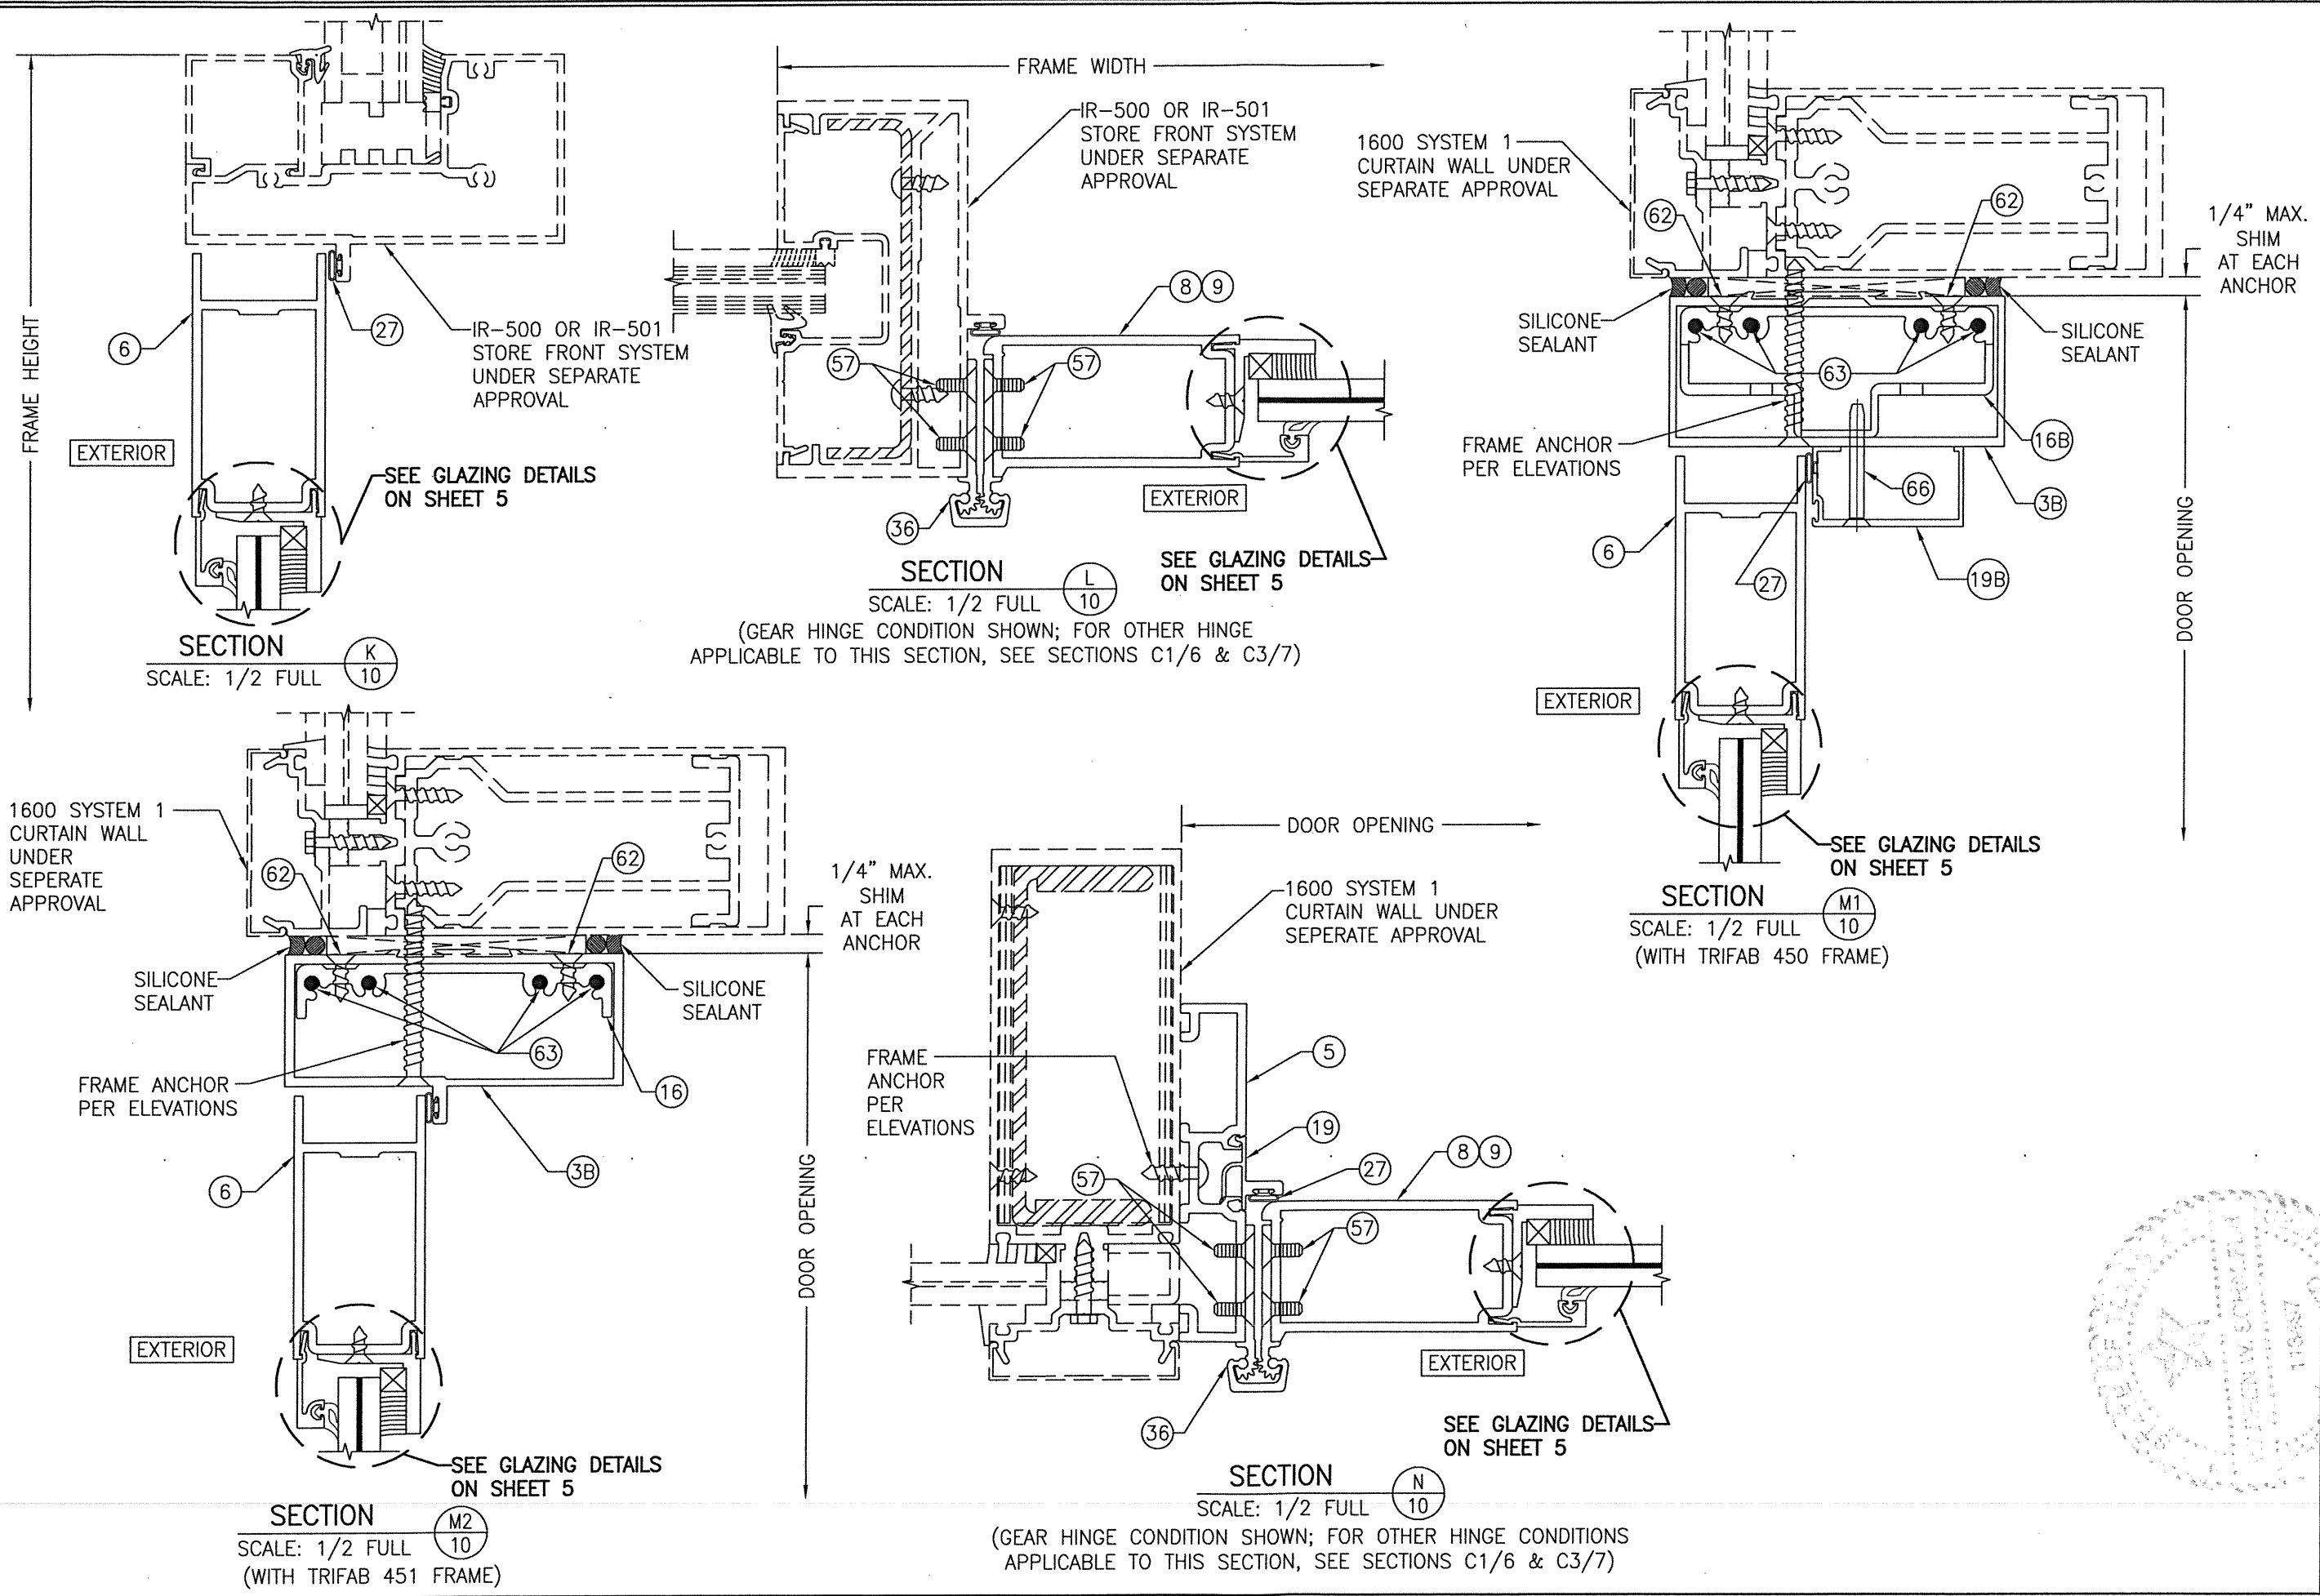 FRAME HEIGHT
6
27
IR-500 OR IR-501
STORE FRONT SYSTEM
UNDER SEPARATE
APPROVAL
EXTERIOR
SEE GLAZING DETAILS
ON SHEET 5
SECTION
K
10
SCALE: 1/2 FULL
FRAME WIDTH
IR-500 OR IR-501
STORE FRONT SYSTEM
UNDER SEPARATE
APPROVAL
8
9
57
57
36
EXTERIOR
SEE GLAZING DETAILS
ON SHEET 5
SECTION
L
10
SCALE: 1/2 FULL
(GEAR HINGE CONDITION SHOWN; FOR OTHER HINGE
APPLICABLE TO THIS SECTION, SEE SECTIONS C1/6 & C3/7)
1600 SYSTEM 1
CURTAIN WALL UNDER
SEPARATE APPROVAL
62
62
1/4" MAX.
SHIM
AT EACH
ANCHOR
SILICONE
SEALANT
SILICONE
SEALANT
63
FRAME ANCHOR
PER ELEVATIONS
16B
66
3B
6
27
19B
DOOR OPENING
EXTERIOR
SEE GLAZING DETAILS
ON SHEET 5
SECTION
M1
10
SCALE: 1/2 FULL
(WITH TRIFAB 450 FRAME)
1600 SYSTEM 1
CURTAIN WALL
UNDER
SEPERATE
APPROVAL
62
62
1/4" MAX.
SHIM
AT EACH
ANCHOR
SILICONE
SEALANT
SILICONE
SEALANT
63
FRAME ANCHOR
PER ELEVATIONS
16
3B
6
DOOR OPENING
EXTERIOR
SEE GLAZING DETAILS
ON SHEET 5
SECTION
M2
10
SCALE: 1/2 FULL
(WITH TRIFAB 451 FRAME)
DOOR OPENING
1600 SYSTEM 1
CURTAIN WALL UNDER
SEPERATE APPROVAL
FRAME
ANCHOR
PER
ELEVATIONS
5
19
27
8
9
57
57
36
EXTERIOR
SEE GLAZING DETAILS
ON SHEET 5
SECTION
N
10
SCALE: 1/2 FULL
(GEAR HINGE CONDITION SHOWN; FOR OTHER HINGE CONDITIONS
APPLICABLE TO THIS SECTION, SEE SECTIONS C1/6 & C3/7)